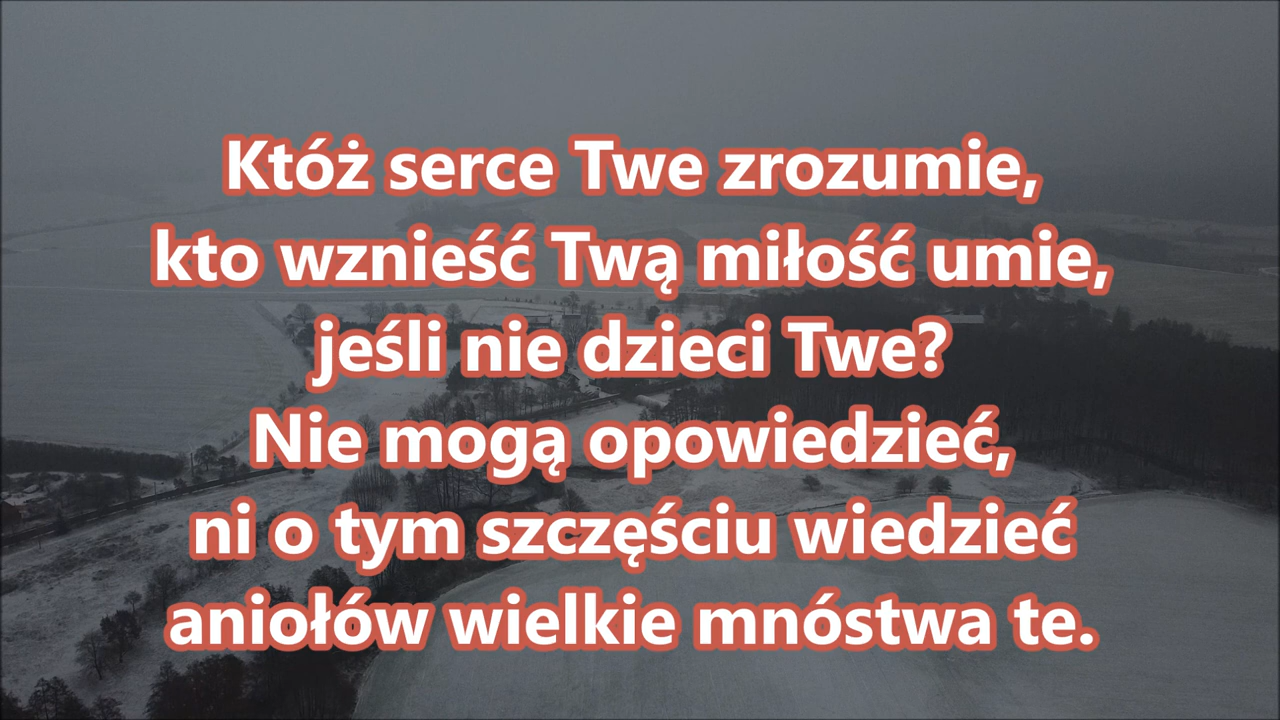 Któż serce Twe zrozumie,
kto wznieść Twą miłość umie,
jeśli nie dzieci Twe?
Nie mogą opowiedzieć,
ni o tym szczęściu wiedzieć
aniołów wielkie mnóstwa te.